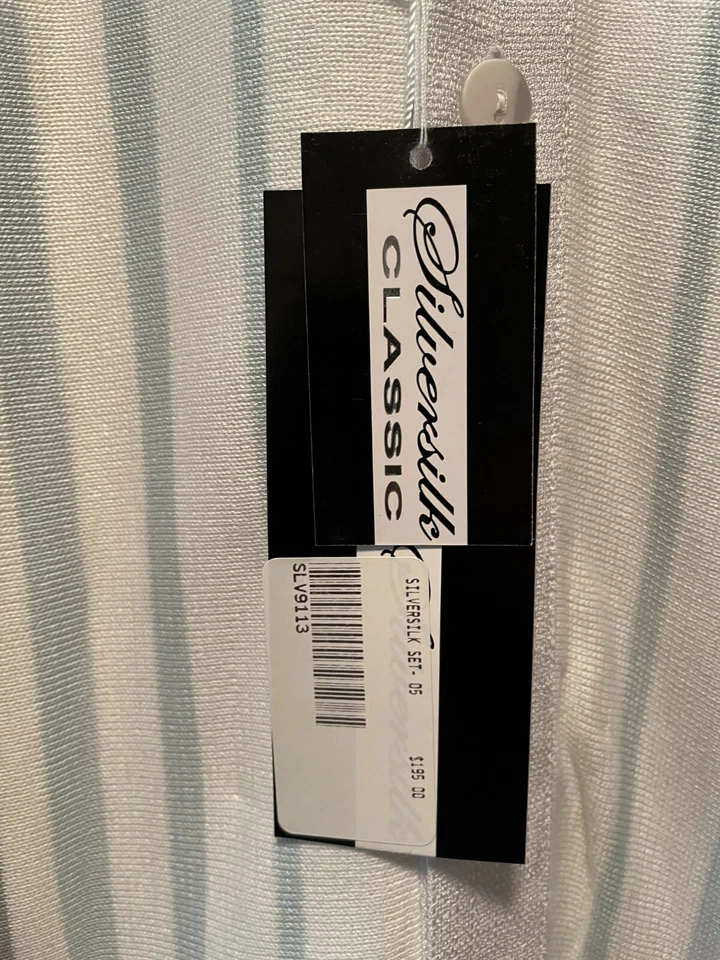 Silversilk
CLASSIC
SILVERSILK SET- 05 $195.00
SLV9113